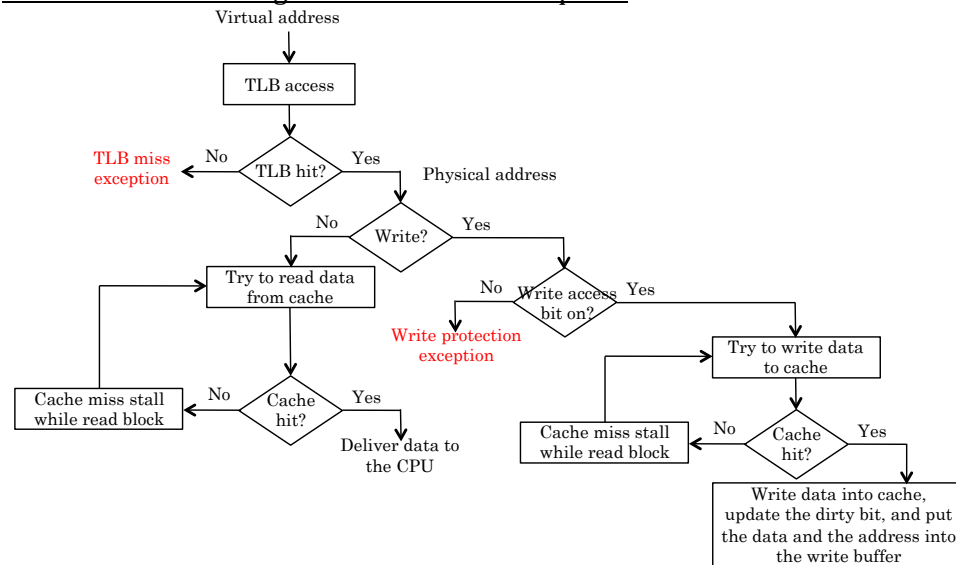 Virtual address
TLB access
TLB hit?
No
Yes
TLB miss
exception
Physical address
Write?
No
Yes
Try to read data
from cache
Write access
bit on?
No
Yes
Write protection
exception
Try to write data
to cache
Cache
hit?
No
Yes
Cache miss stall
while read block
Deliver data to
the CPU
Cache
hit?
No
Yes
Cache miss stall
while read block
Write data into cache,
update the dirty bit, and put
the data and the address into
the write buffer